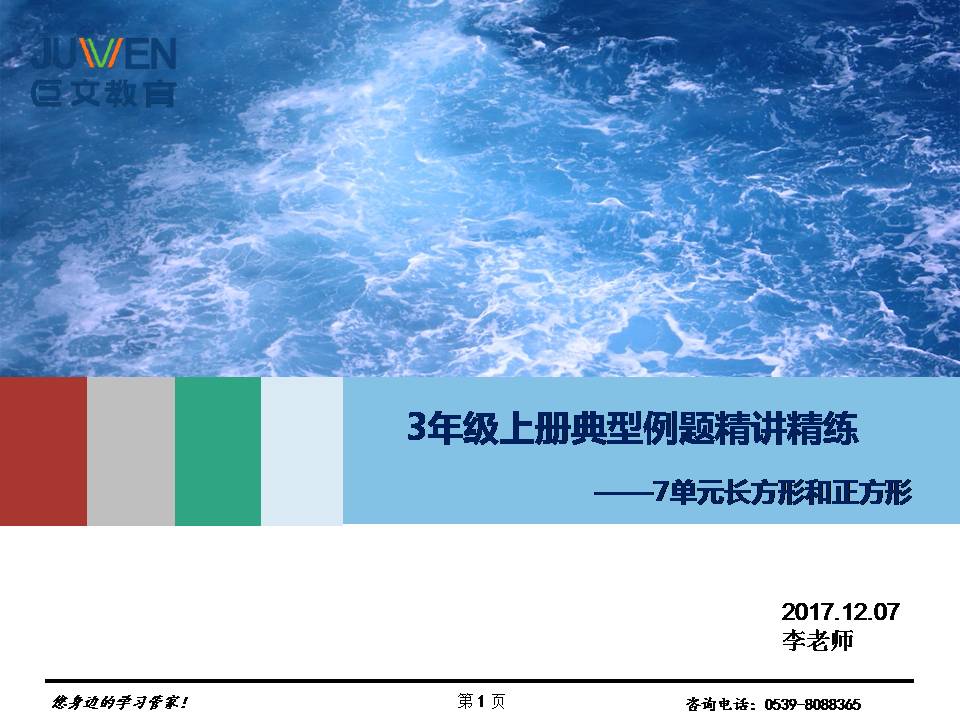 JUWEN
巨文教育
3年级上册典型例题精讲精练
——7单元长方形和正方形
2017.12.07
李老师
您身边的学习管家!
第 1 页
咨询电话：0539-8088365